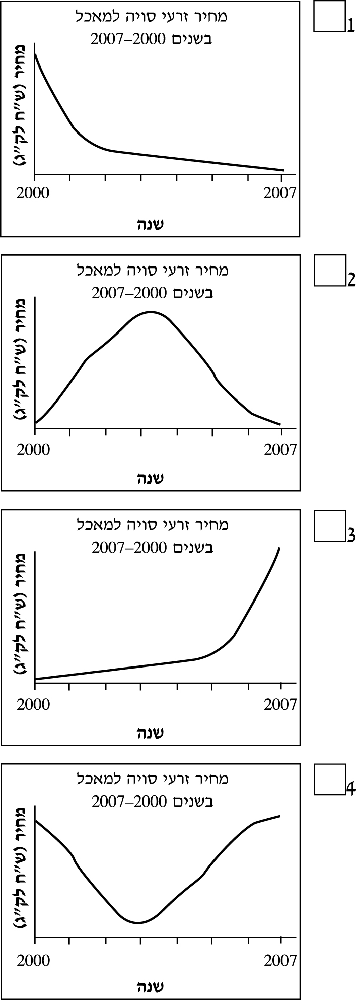 1
מחיר זרעי סויה למאכל
בשנים 2000–2007
מחיר (ש"ח לק"ג)
2000
2007
שנה
2
מחיר זרעי סויה למאכל
בשנים 2000–2007
מחיר (ש"ח לק"ג)
2000
2007
שנה
3
מחיר זרעי סויה למאכל
בשנים 2000–2007
מחיר (ש"ח לק"ג)
2000
2007
שנה
4
מחיר זרעי סויה למאכל
בשנים 2000–2007
מחיר (ש"ח לק"ג)
2000
2007
שנה